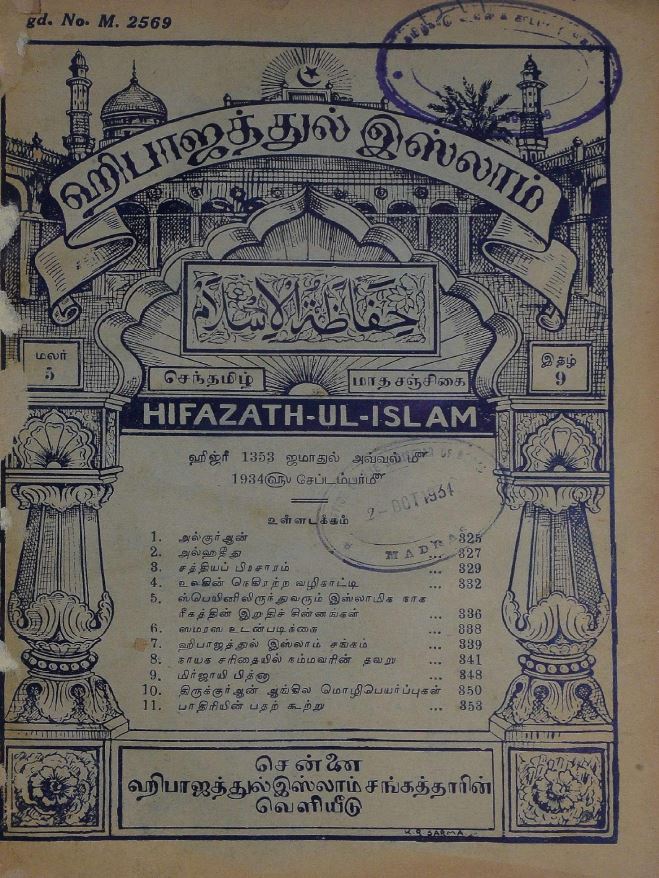 gd. No. M. 2569
ஹிபாஜத்துல் இஸ்லாம்
حفاظة الإسلام
மலர்
5
இதழ்
9
செந்தமிழ்
மாதசஞ்சிகை
HIFAZATH-UL-ISLAM
ஹிஜ்ரீ 1353 ஜமாதுல் அவ்வல்மீ
1934௵ செப்டம்பர்மீ
2-OCT 1934
MADRAS
உள்ளடக்கம்
1. அல்குர்ஆன் ... 325
2. அல்ஹதீது ... 327
3. சத்தியப் பிரசாரம் ... 329
4. உலகின் நிகரற்ற வழிகாட்டி ... 332
5. ஸ்பெயினிலிருந்துவரும் இஸ்லாமிக நாக
ரீகத்தின் இறுதிச் சின்னங்கள் ... 336
6. ஸமரஸ உடன்படிக்கை ... 338
7. ஹிபாஜத்துல் இஸ்லாம் சங்கம் ... 339
8. நாயக சரிதையில் நம்மவரின் தவறு ... 341
9. மிர்ஜாயி பித்னா ... 348
10. திருக்குர்ஆன் ஆங்கில மொழிபெயர்ப்புகள் 350
11. பாதிரியின் பதற் கூற்று ... 353
சென்னை
ஹிபாஜத்துல்இஸ்லாம் சங்கத்தாரின்
வெளியீடு
K.R. SARMA